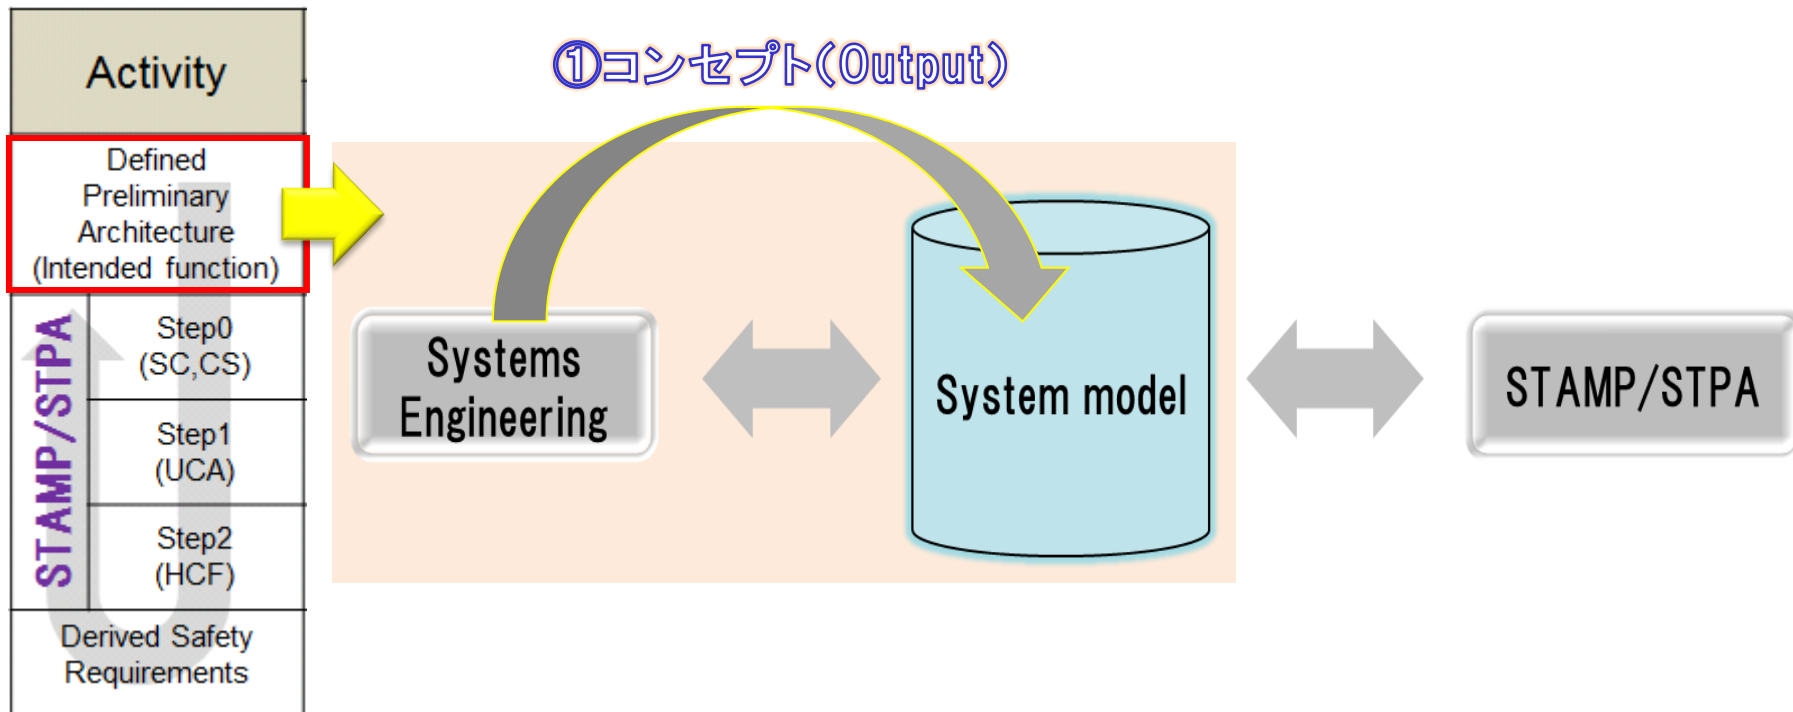 Activity
Defined
Preliminary
Architecture
(Intended function)
STAMP/STPA
Step0
(SC,CS)
Step1
(UCA)
Step2
(HCF)
Derived Safety
Requirements
①コンセプト(Output)
Systems
Engineering
System model
STAMP/STPA